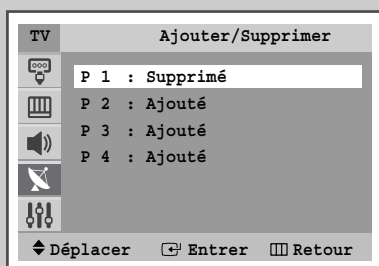 TV Ajouter/Supprimer
P 1 : Supprimé
P 2 : Ajouté
P 3 : Ajouté
P 4 : Ajouté
Déplacer Entrer Retour